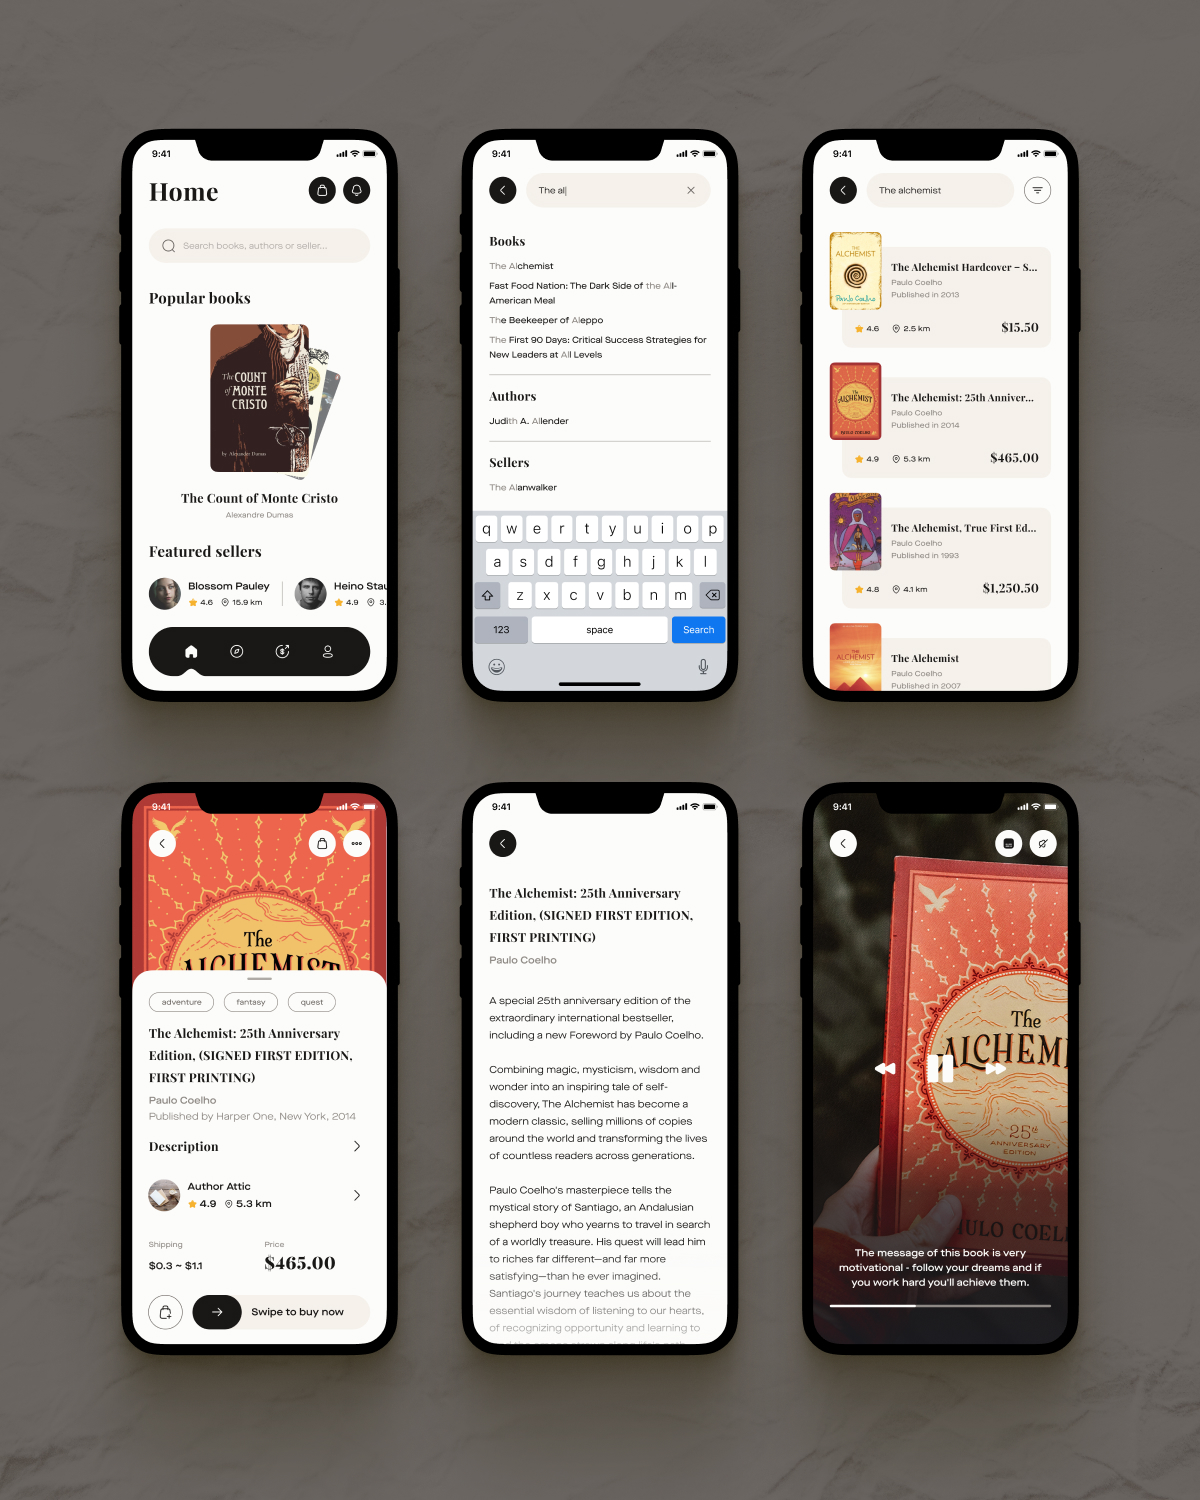 9:41
Home
Search books, authors or seller...
Popular books
The COUNT
of MONTE
CRISTO
by Alexandre Dumas
The Count of Monte Cristo
Alexandre Dumas
Featured sellers
Blossom Pauley
4.6 15.9 km
Heino Stau
4.9 3.
9:41
The al
Books
The Alchemist
Fast Food Nation: The Dark Side of the All-
American Meal
The Beekeeper of Aleppo
The First 90 Days: Critical Success Strategies for
New Leaders at All Levels
Authors
Judith A. Allender
Sellers
The Alanwalker
q w e r t y u i o p
a s d f g h j k l
z x c v b n m
123 space Search
9:41
The alchemist
THE
ALCHEMIST
Paulo Coelho
The Alchemist Hardcover – S...
Paulo Coelho
Published in 2013
4.6 2.5 km $15.50
The
ALCHEMIST
PAULO COELHO
The Alchemist: 25th Anniver...
Paulo Coelho
Published in 2014
4.9 5.3 km $465.00
The Alchemist, True First Ed...
Paulo Coelho
Published in 1993
4.8 4.1 km $1,250.50
THE
ALCHEMIST
The Alchemist
Paulo Coelho
Published in 2007
9:41
The
ALCHEMIST
adventure fantasy quest
The Alchemist: 25th Anniversary
Edition, (SIGNED FIRST EDITION,
FIRST PRINTING)
Paulo Coelho
Published by Harper One, New York, 2014
Description
Author Attic
4.9 5.3 km
Shipping Price
$0.3 ~ $1.1 $465.00
Swipe to buy now
9:41
The Alchemist: 25th Anniversary
Edition, (SIGNED FIRST EDITION,
FIRST PRINTING)
Paulo Coelho
A special 25th anniversary edition of the
extraordinary international bestseller,
including a new Foreword by Paulo Coelho.
Combining magic, mysticism, wisdom and
wonder into an inspiring tale of self-
discovery, The Alchemist has become a
modern classic, selling millions of copies
around the world and transforming the lives
of countless readers across generations.
Paulo Coelho's masterpiece tells the
mystical story of Santiago, an Andalusian
shepherd boy who yearns to travel in search
of a worldly treasure. His quest will lead him
to riches far different—and far more
satisfying—than he ever imagined.
Santiago's journey teaches us about the
essential wisdom of listening to our hearts,
of recognizing opportunity and learning to
9:41
The
ALCHEMI
25th
ANNIVERSARY
EDITION
AULO COEL
The message of this book is very
motivational - follow your dreams and if
you work hard you'll achieve them.